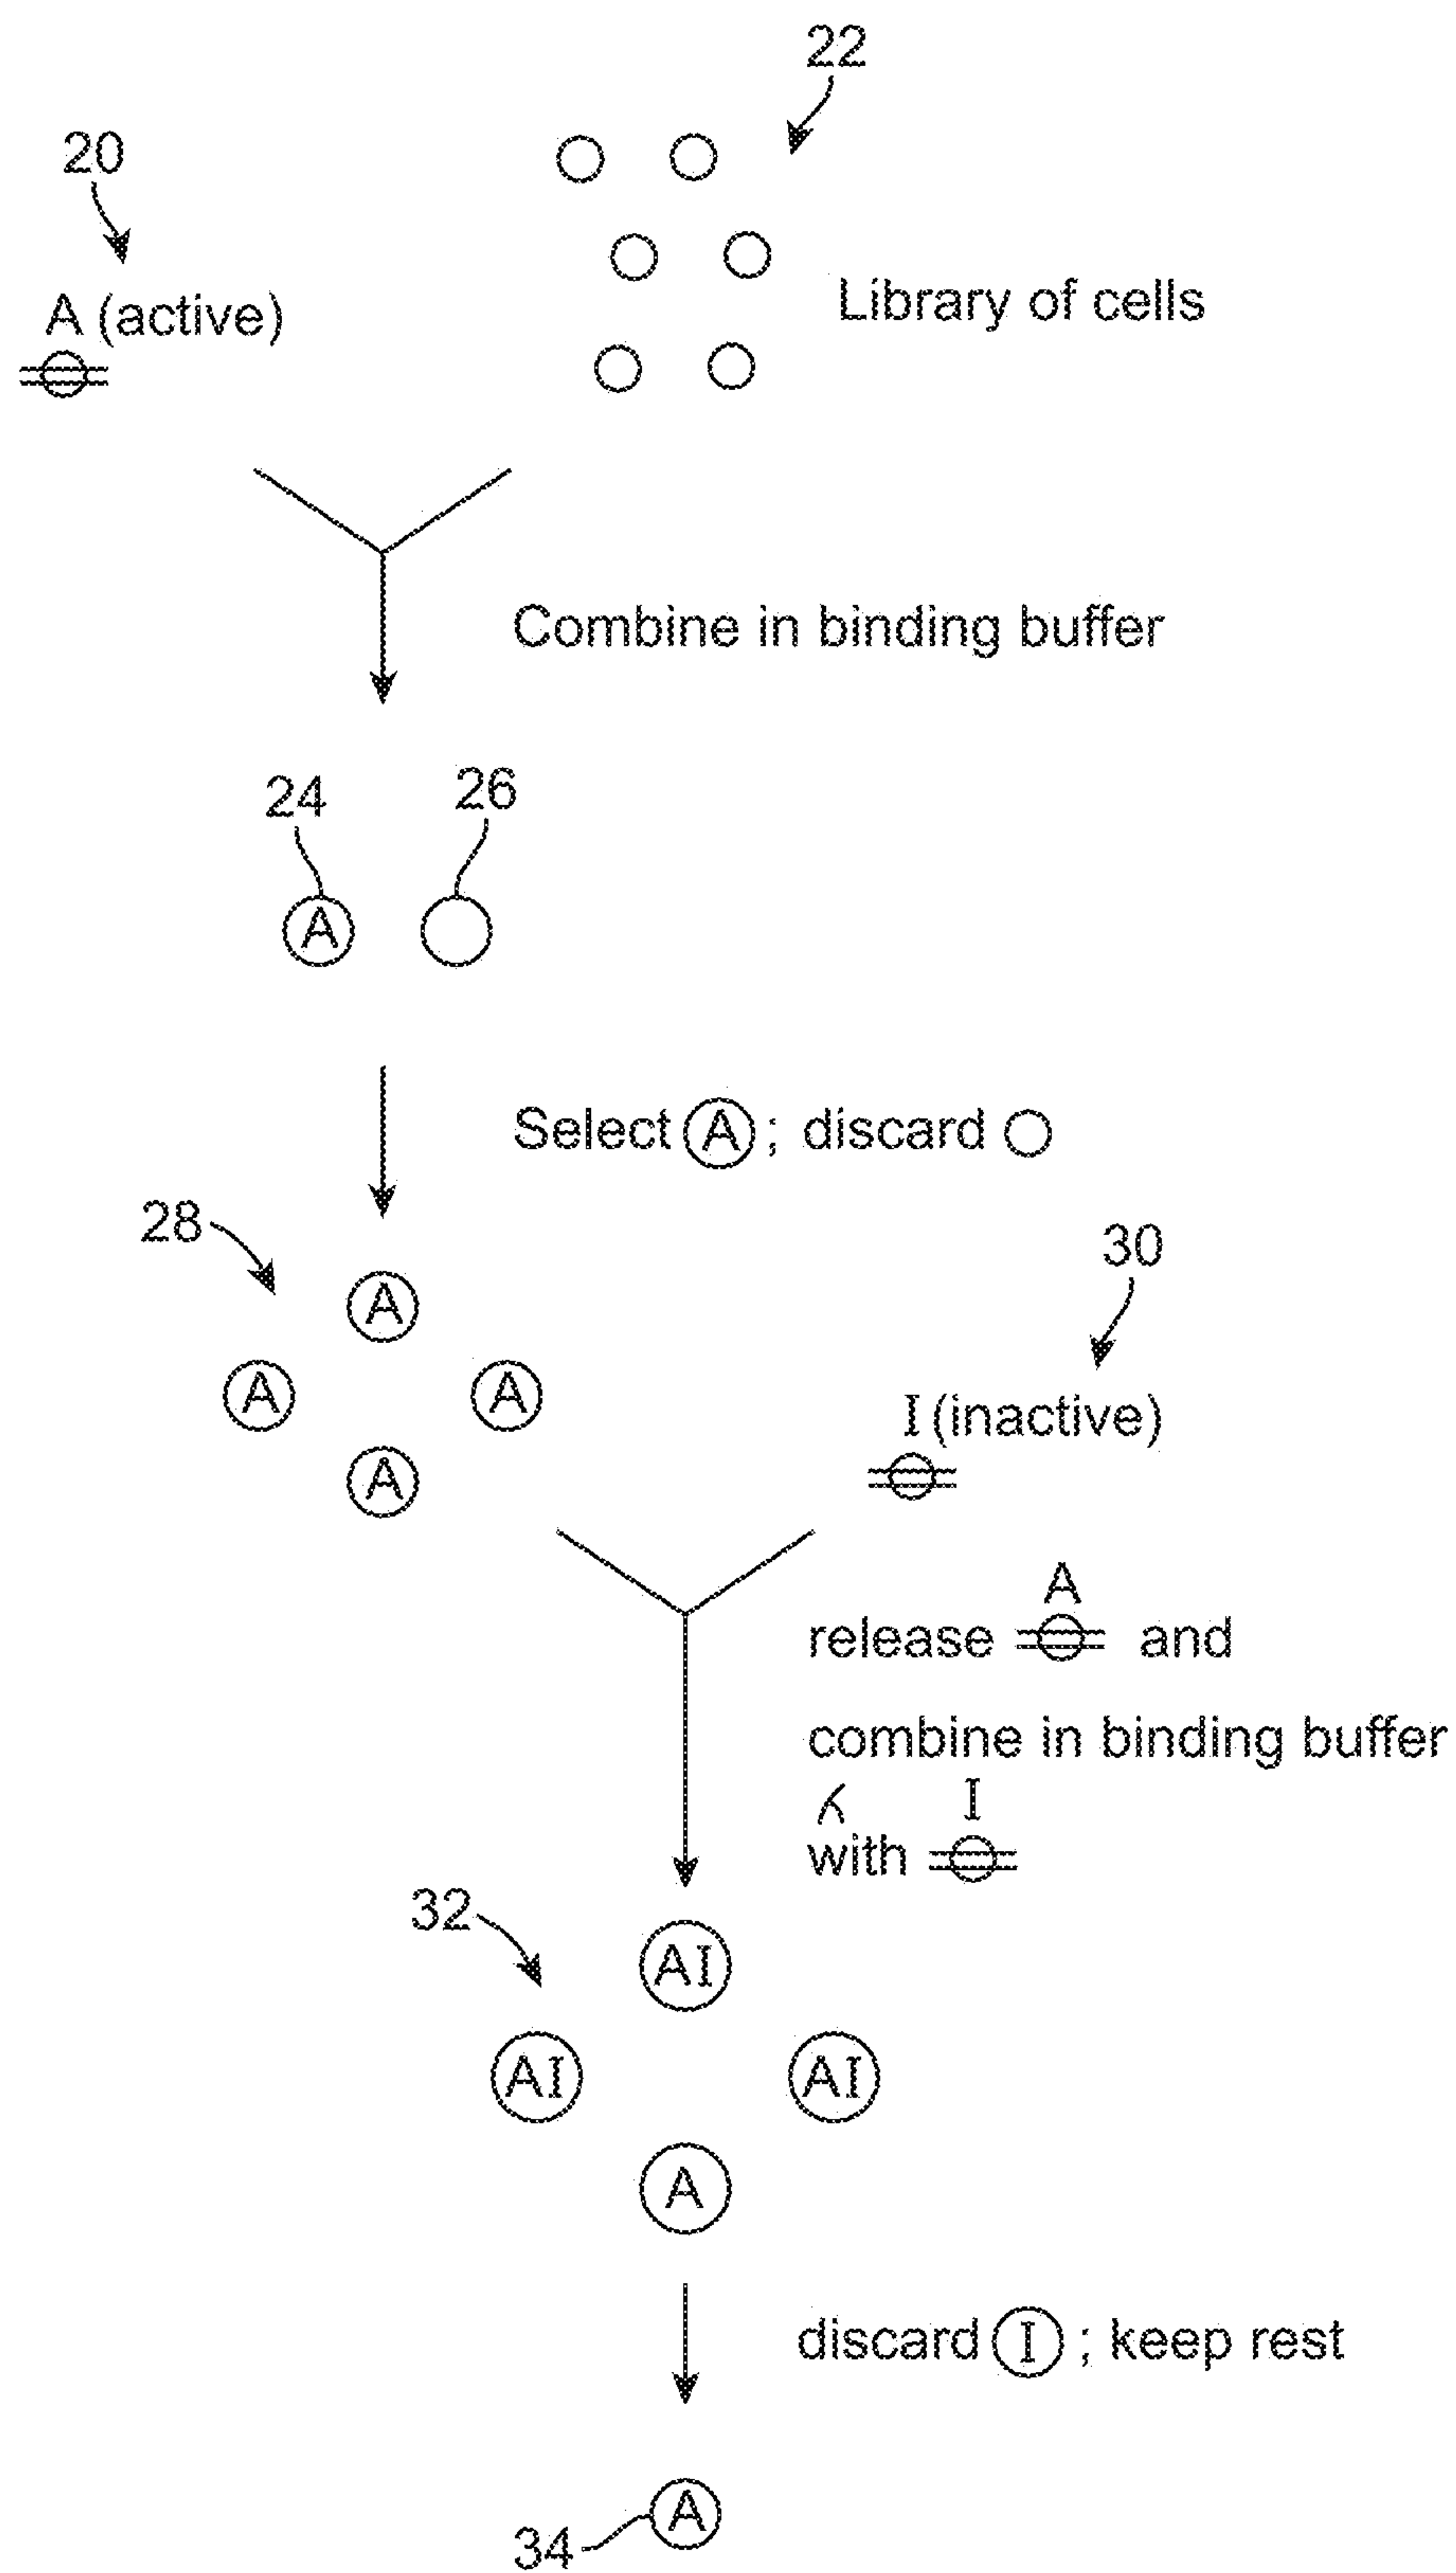 22
20
A (active)
Library of cells
Combine in binding buffer
24
26
A
Select A ; discard
28
30
A
A
A
A
I (inactive)
A
release and
combine in binding buffer
I
with
32
AI
AI
AI
A
discard I ; keep rest
A
34